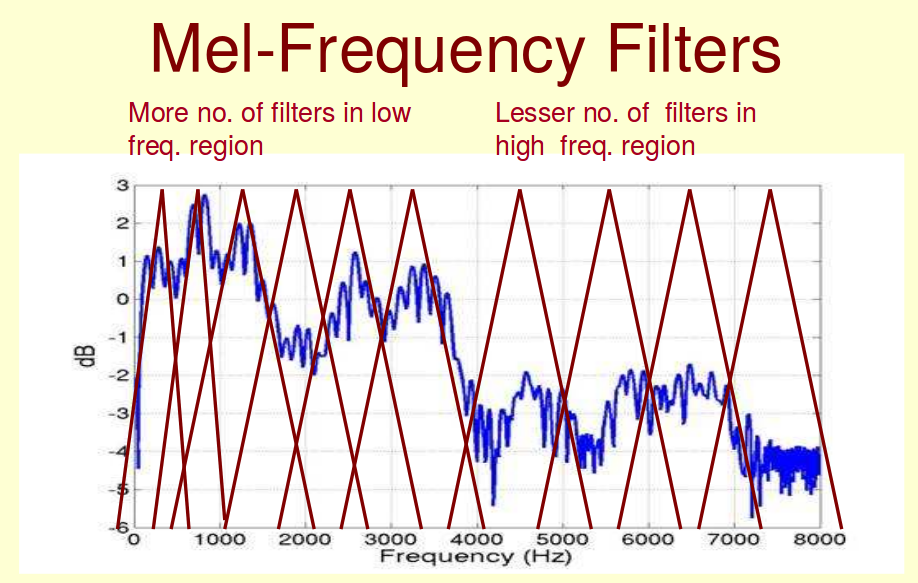 Mel-Frequency Filters
More no. of filters in low
freq. region
Lesser no. of  filters in
high  freq. region
3
2
1
0
-1
-2
-3
-4
-5
-6
dB
0 1000 2000 3000 4000 5000 6000 7000 8000
Frequency (Hz)